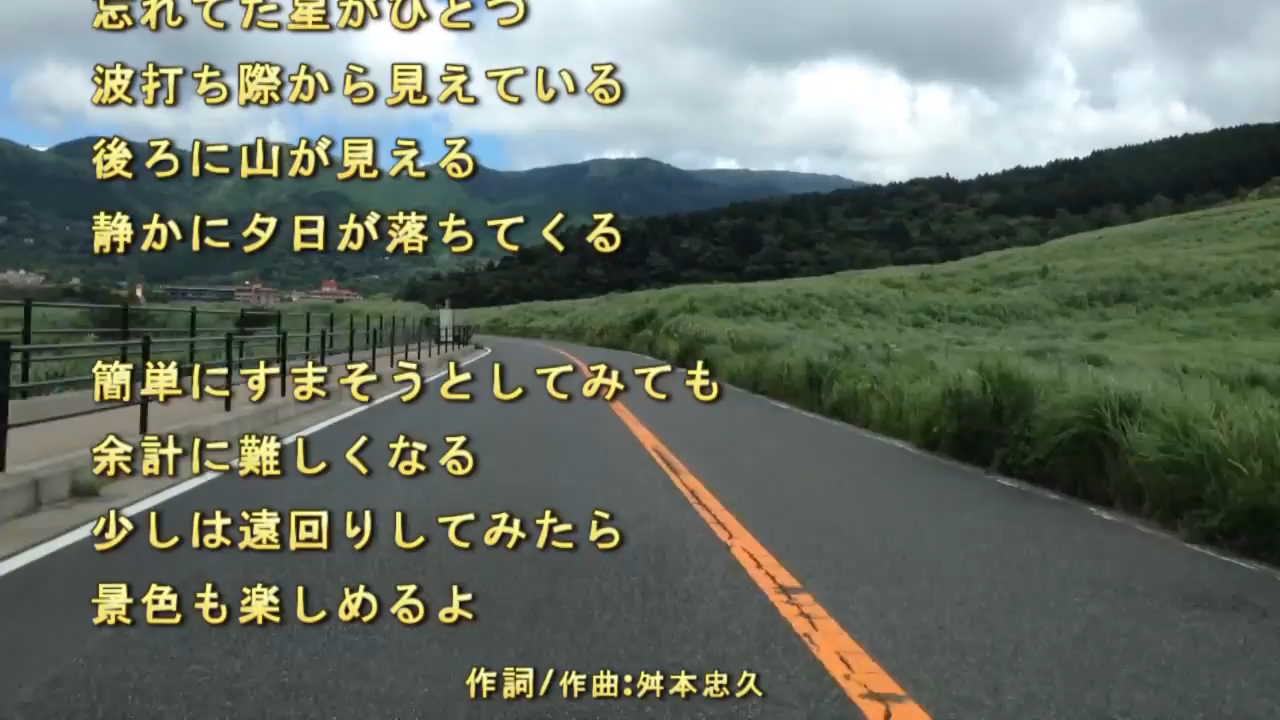 忘れてた星がひとつ
波打ち際から見えている
後ろに山が見える
静かに夕日が落ちてくる
簡単にすまそうとしてみても
余計に難しくなる
少しは遠回りしてみたら
景色も楽しめるよ
作詞/作曲:舛本忠久